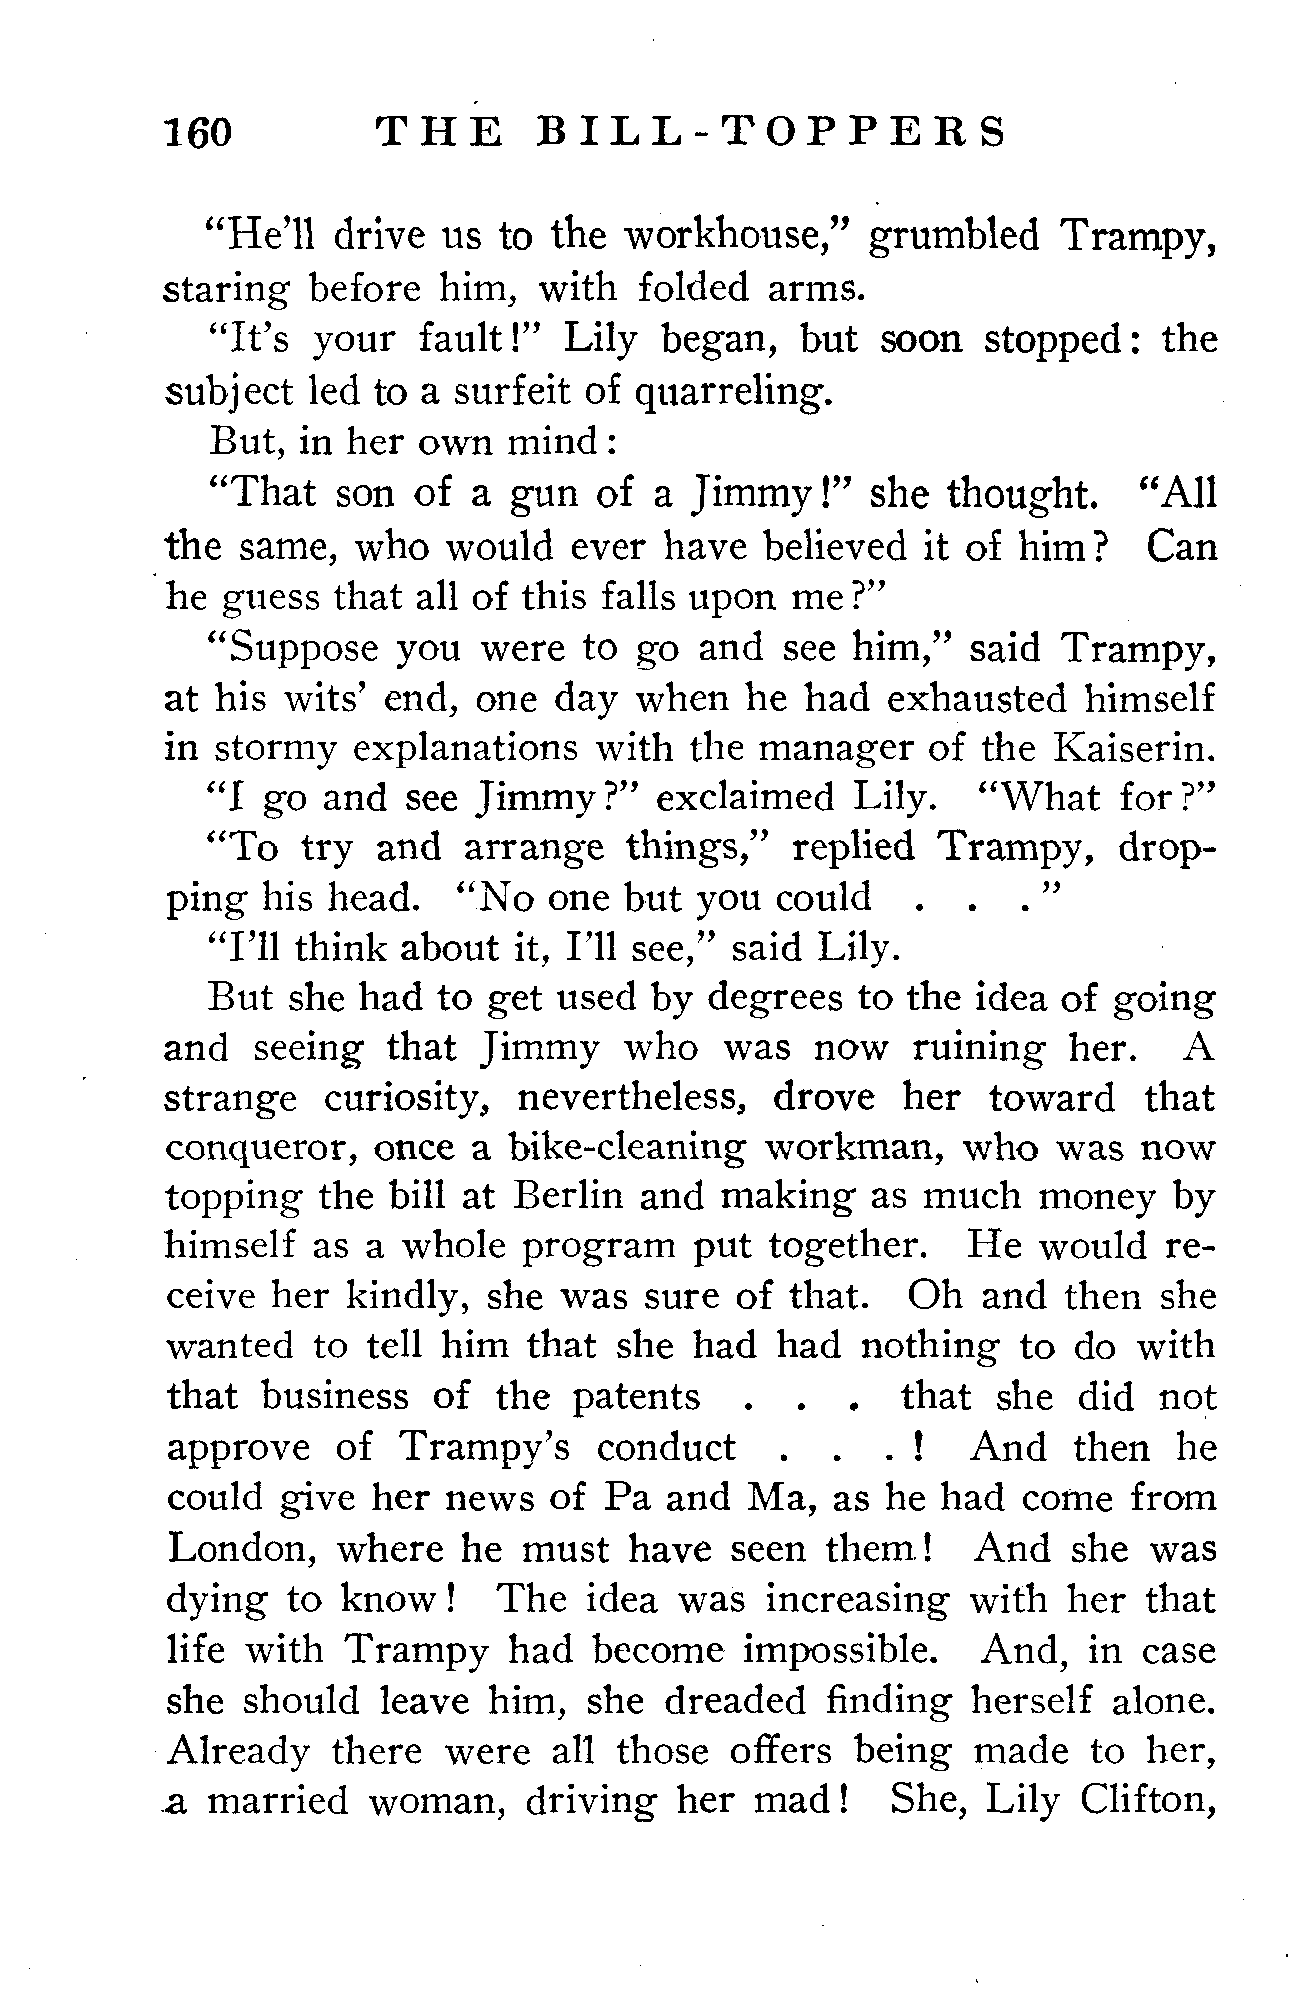 160 THE BILL-TOPPERS
"He'll drive us to the workhouse," grumbled Trampy,
staring before him, with folded arms.
"It's your fault!" Lily began, but soon stopped: the
subject led to a surfeit of quarreling.
But, in her own mind:
"That son of a gun of a Jimmy!" she thought. "All
the same, who would ever have believed it of him? Can
he guess that all of this falls upon me?"
"Suppose you were to go and see him," said Trampy,
at his wits' end, one day when he had exhausted himself
in stormy explanations with the manager of the Kaiserin.
"I go and see Jimmy?" exclaimed Lily. "What for?"
"To try and arrange things," replied Trampy, drop-
ping his head. "No one but you could . . ."
"I'll think about it, I'll see," said Lily.
But she had to get used by degrees to the idea of going
and seeing that Jimmy who was now ruining her. A
strange curiosity, nevertheless, drove her toward that
conqueror, once a bike-cleaning workman, who was now
topping the bill at Berlin and making as much money by
himself as a whole program put together. He would re-
ceive her kindly, she was sure of that. Oh and then she
wanted to tell him that she had had nothing to do with
that business of the patents . . . that she did not
approve of Trampy's conduct . . . ! And then he
could give her news of Pa and Ma, as he had come from
London, where he must have seen them! And she was
dying to know! The idea was increasing with her that
life with Trampy had become impossible. And, in case
she should leave him, she dreaded finding herself alone.
Already there were all those offers being made to her,
a married woman, driving her mad! She, Lily Clifton,